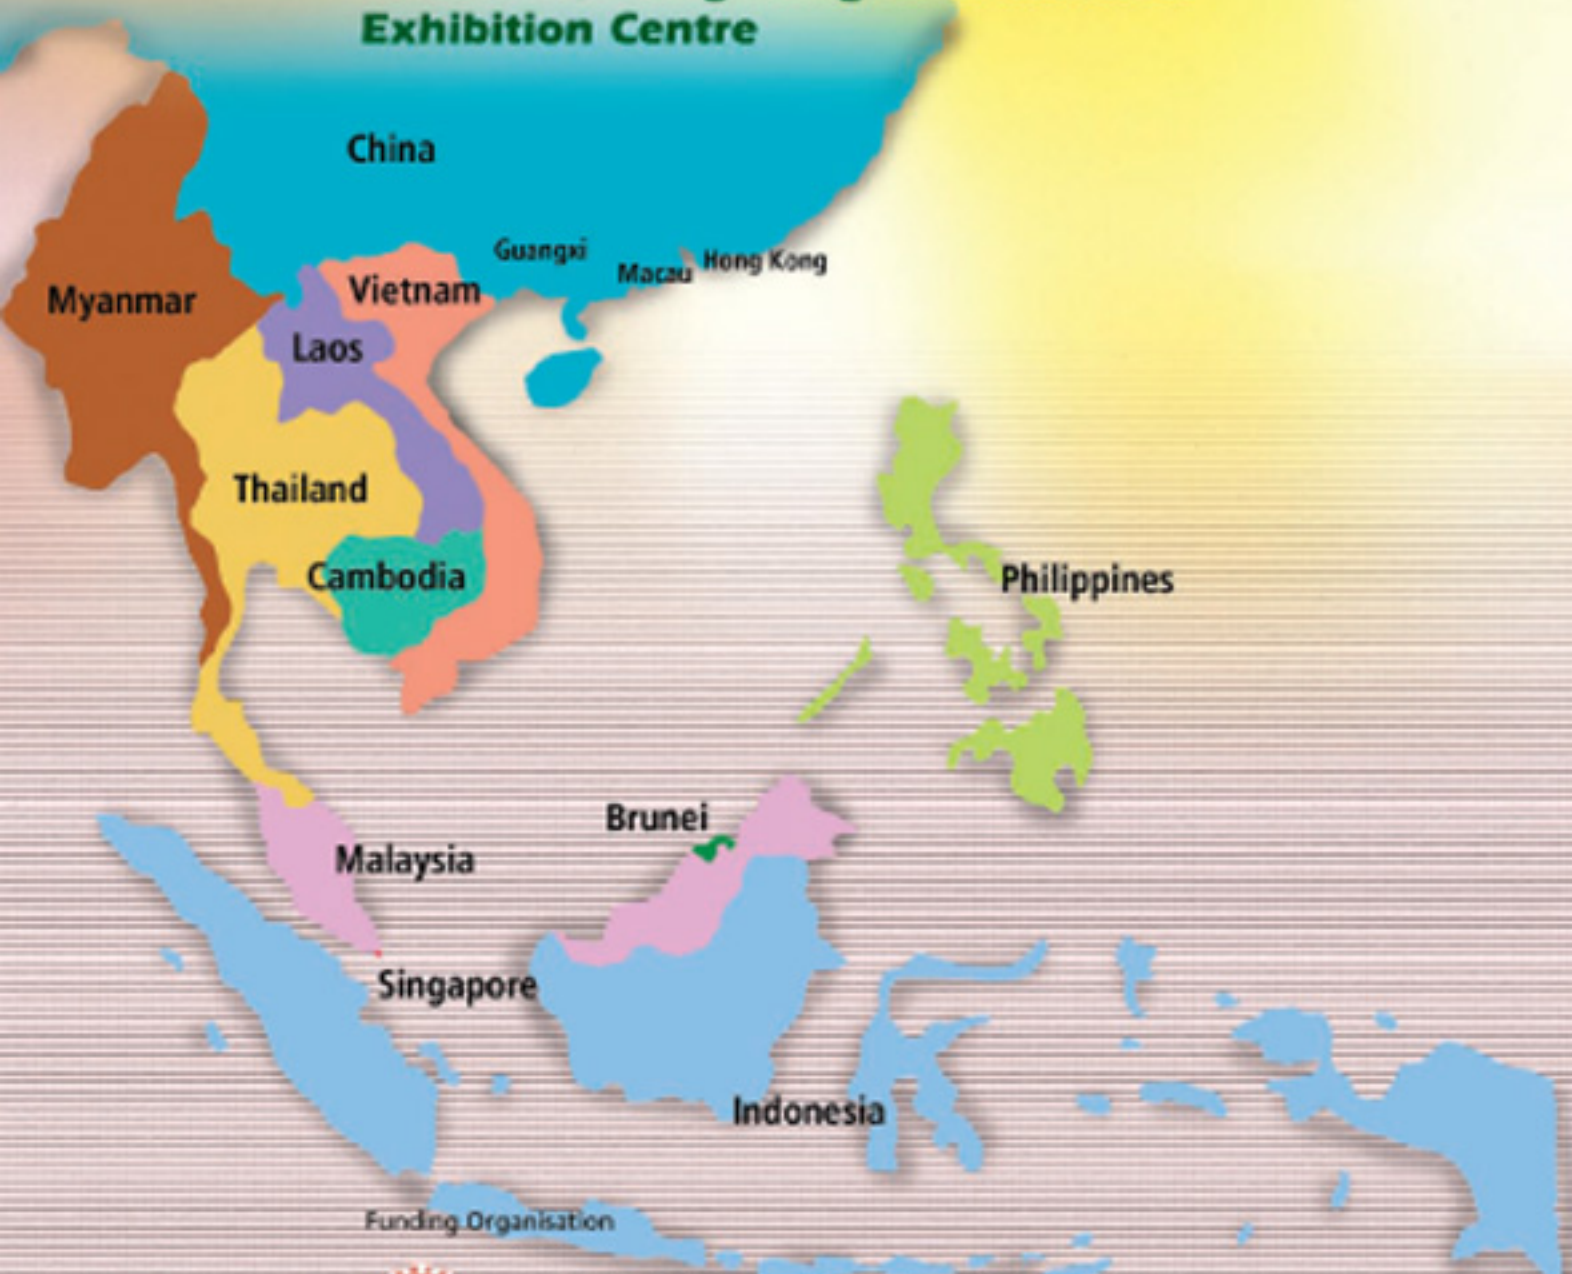 Exhibition Centre
China
Guangxi
Macau
Hong Kong
Myanmar
Vietnam
Laos
Thailand
Cambodia
Philippines
Brunei
Malaysia
Singapore
Indonesia
Funding Organisation